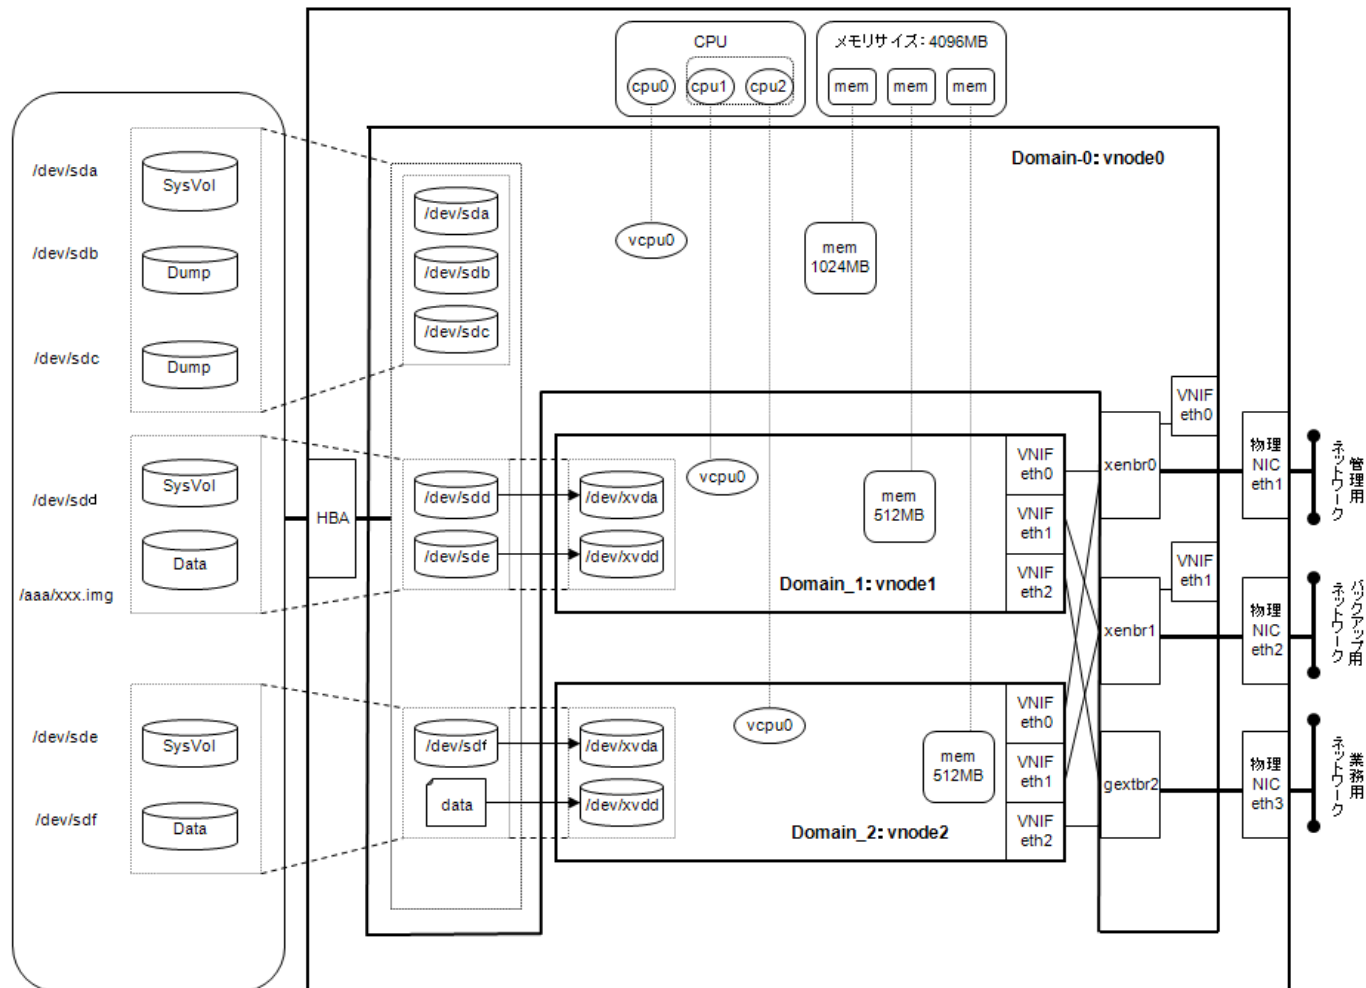 CPU
cpu0
cpu1
cpu2
メモリサイズ：4096MB
mem
mem
mem
Domain-0: vnode0
/dev/sda
SysVol
/dev/sdb
Dump
/dev/sdc
Dump
/dev/sda
/dev/sdb
/dev/sdc
vcpu0
mem
1024MB
/dev/sdd
SysVol
Data
/aaa/xxx.img
HBA
/dev/sdd
/dev/sde
/dev/xvda
/dev/xvdd
vcpu0
mem
512MB
Domain_1: vnode1
VNIF
eth0
VNIF
eth1
VNIF
eth2
/dev/sde
SysVol
/dev/sdf
Data
/dev/sdf
data
/dev/xvda
/dev/xvdd
vcpu0
mem
512MB
Domain_2: vnode2
VNIF
eth0
VNIF
eth1
VNIF
eth2
VNIF
eth0
xenbr0
物理
NIC
eth1
管理用
ネットワーク
VNIF
eth1
xenbr1
物理
NIC
eth2
バックアップ用
ネットワーク
gextbr2
物理
NIC
eth3
業務用
ネットワーク